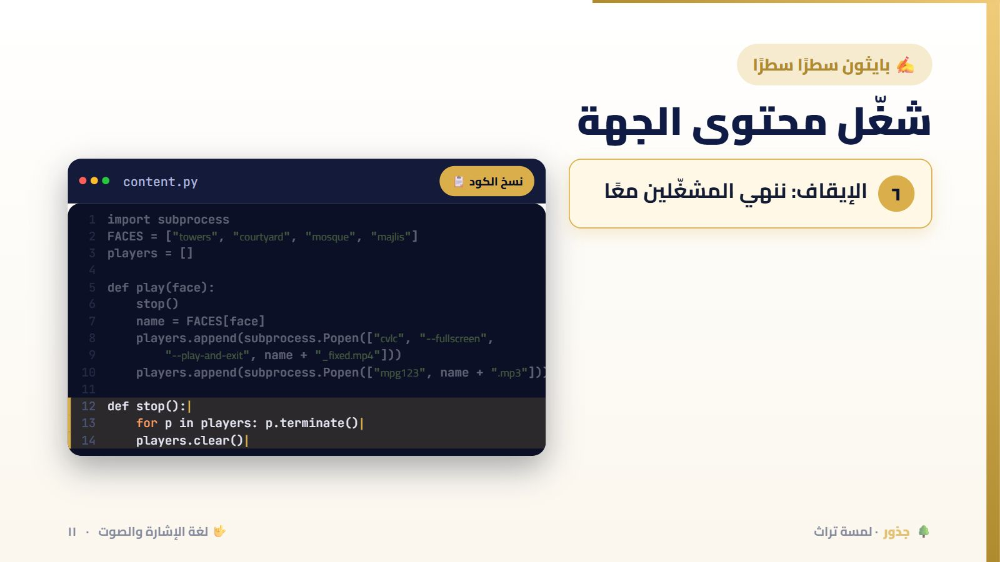 ✍️ بايثون سطرًا سطرًا
شغّل محتوى الجهة
٦ الإيقاف: ننهي المشغّلين معًا
content.py
نسخ الكود 📋
1 import subprocess
2 FACES = ["towers", "courtyard", "mosque", "majlis"]
3 players = []
4
5 def play(face):
6     stop()
7     name = FACES[face]
8     players.append(subprocess.Popen(["cvlc", "--fullscreen",
9         "--play-and-exit", name + "_fixed.mp4"]))
10     players.append(subprocess.Popen(["mpg123", name + ".mp3"]))
11
12 def stop():|
13     for p in players: p.terminate()|
14     players.clear()|
🌳 جذور · لمسة تراث
🤟 لغة الإشارة والصوت · ١١